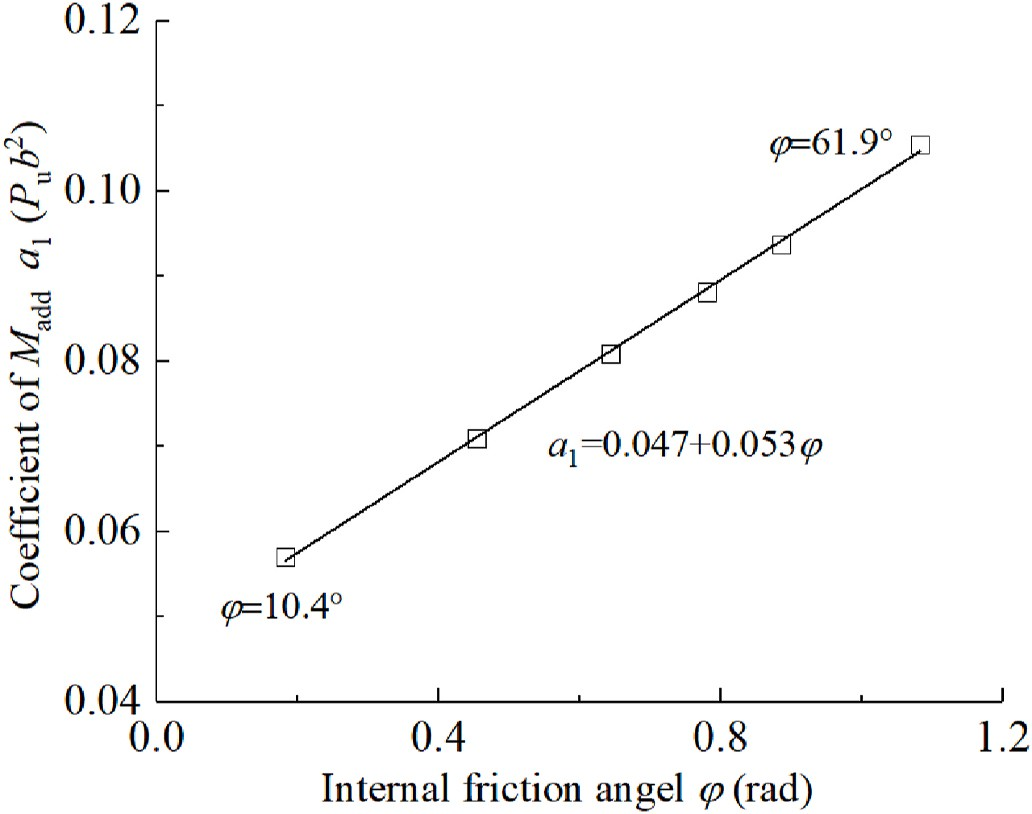 0.12
0.10
0.08
0.06
0.04
Coefficient of M_add a_1 (P_u b^2)
φ=61.9°
a_1=0.047+0.053φ
φ=10.4°
0.0 0.4 0.8 1.2
Internal friction angel φ (rad)